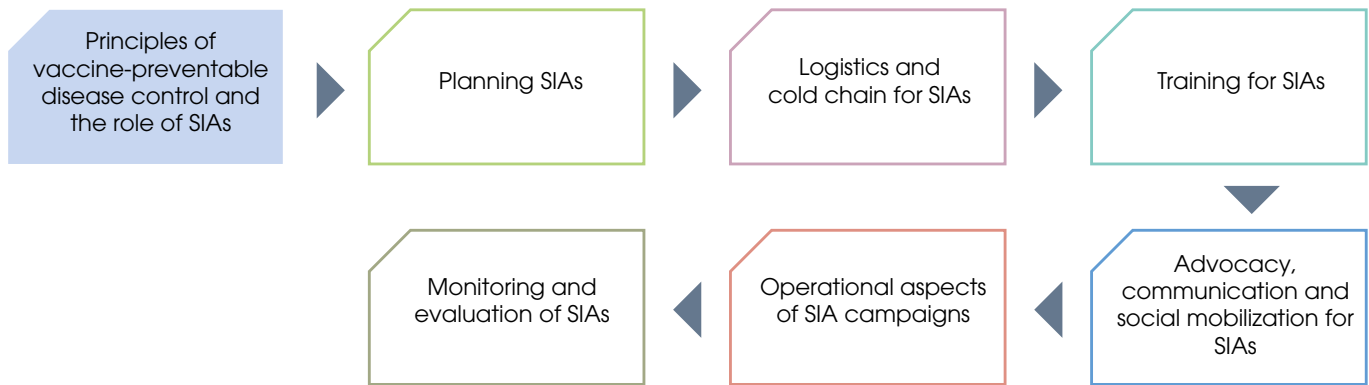 Principles of
vaccine-preventable
disease control and
the role of SIAs
Planning SIAs
Logistics and
cold chain for SIAs
Training for SIAs
Advocacy,
communication and
social mobilization for
SIAs
Operational aspects
of SIA campaigns
Monitoring and
evaluation of SIAs